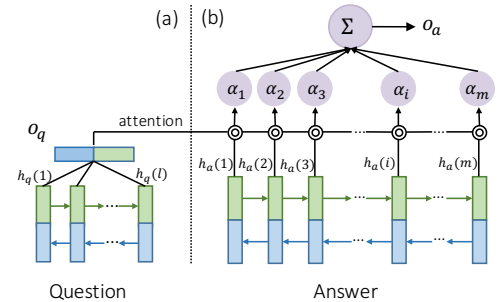 (a) (b)
Σ o_a
α_1 α_2 α_3 α_i α_m
attention
o_q
h_q(1) h_q(l)
h_a(1) h_a(2) h_a(3) h_a(i) h_a(m)
Question Answer